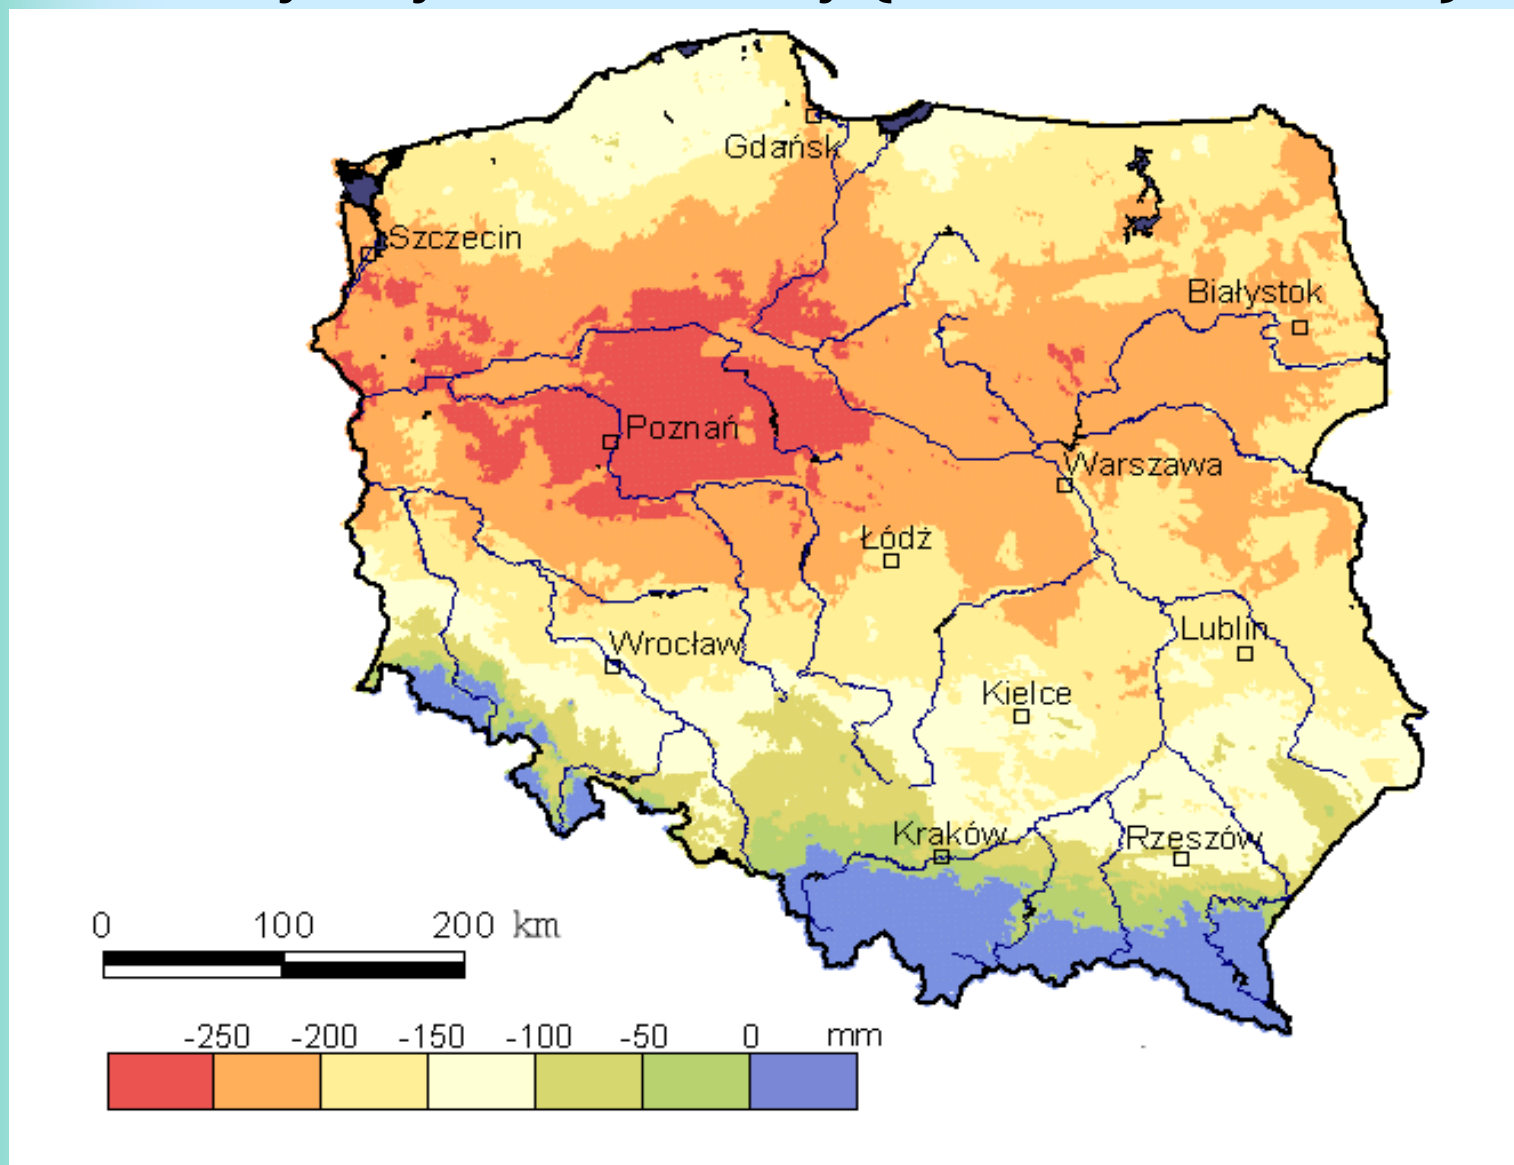 Gdańsk
Szczecin
Białystok
Poznań
Warszawa
Łódź
Wrocław
Lublin
Kielce
Kraków
Rzeszów
0 100 200 km
-250 -200 -150 -100 -50 0 mm